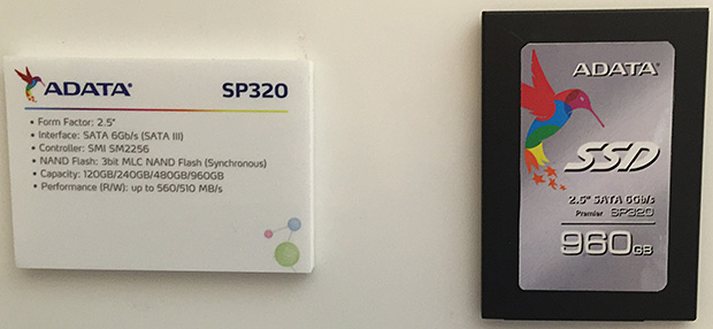 ADATA® SP320
• Form Factor: 2.5"
• Interface: SATA 6Gb/s (SATA III)
• Controller: SMI SM2256
• NAND Flash: 3bit MLC NAND Flash (Synchronous)
• Capacity: 120GB/240GB/480GB/960GB
• Performance (R/W): up to 560/510 MB/s
ADATA®
SSD
2.5" SATA 6Gb/s
Premier SP320
960GB